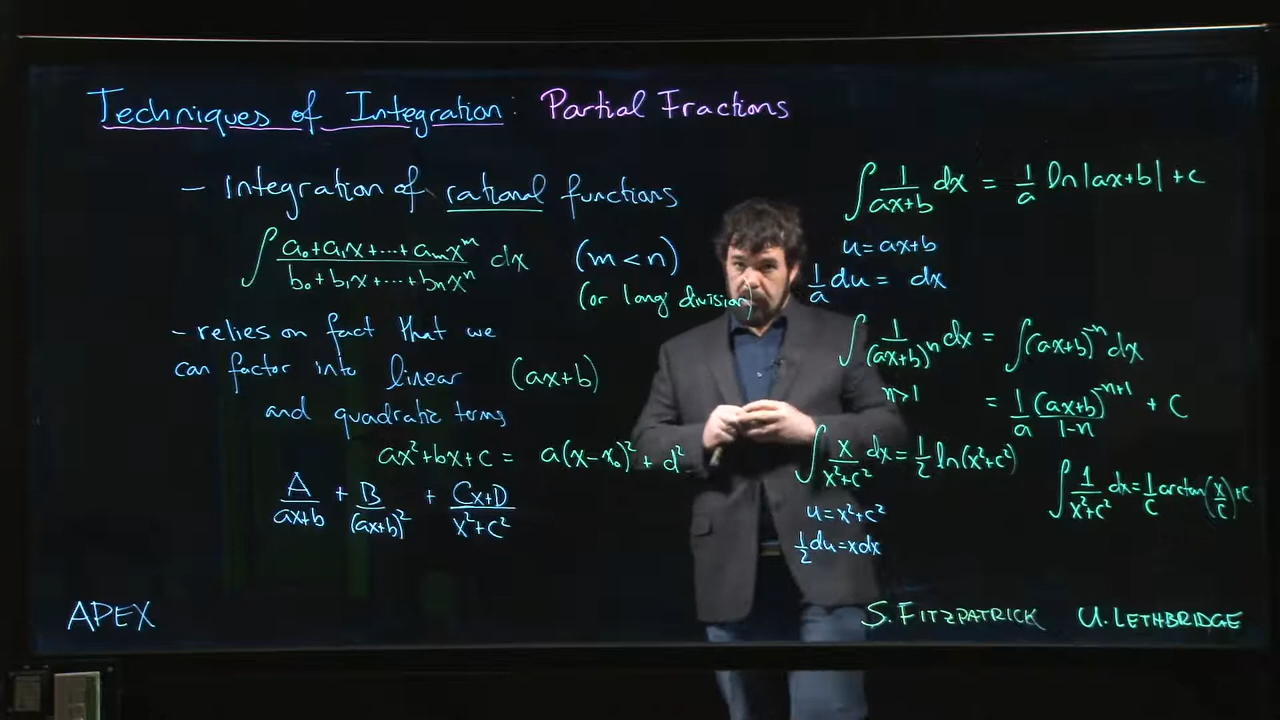 Techniques of Integration: Partial Fractions
- Integration of rational functions
∫ (a₀+a₁x+⋯+aₘxᵐ)/(b₀+b₁x+⋯+bₙxⁿ) dx (m<n)
(or long division)
- relies on fact that we
can factor into linear (ax+b)
and quadratic terms
ax²+bx+c = a(x-x₀)²+d²
A/(ax+b) + B/(ax+b)² + (Cx+D)/(x²+c²)
∫ 1/(ax+b) dx = 1/a ln|ax+b|+c
u=ax+b
1/a du = dx
∫ 1/(ax+b)ⁿ dx = ∫(ax+b)⁻ⁿ dx
n>1 = 1/a (ax+b)⁻ⁿ⁺¹/(1-n) + C
∫ x/(x²+c²) dx = 1/2 ln(x²+c²)
u=x²+c²
1/2 du=xdx
∫ 1/(x²+c²) dx = 1/c arctan(x/c)+c
APEX
S. FITZPATRICK U. LETHBRIDGE